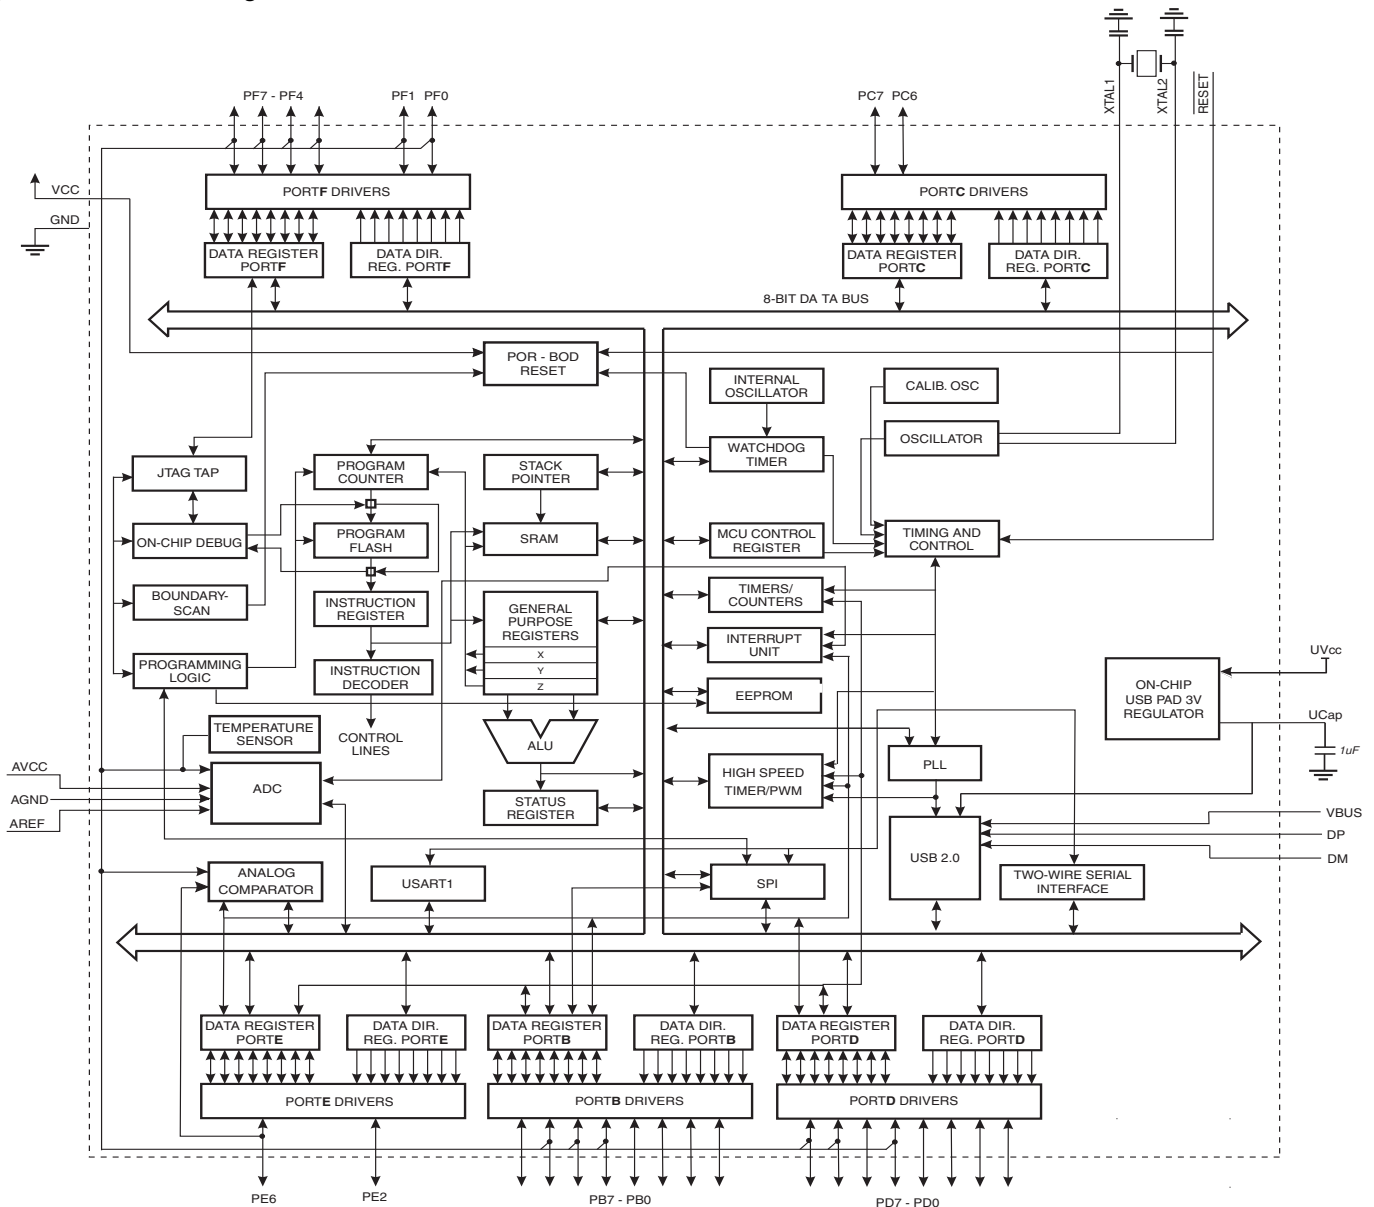 XTAL1
XTAL2
RESET
PF7 - PF4
PF1
PF0
PC7
PC6
VCC
GND
PORTF DRIVERS
PORTC DRIVERS
DATA REGISTER
PORTF
DATA DIR.
REG. PORTF
DATA REGISTER
PORTC
DATA DIR.
REG. PORTC
8-BIT DA TA BUS
POR - BOD
RESET
INTERNAL
OSCILLATOR
CALIB. OSC
WATCHDOG
TIMER
OSCILLATOR
JTAG TAP
PROGRAM
COUNTER
STACK
POINTER
ON-CHIP DEBUG
PROGRAM
FLASH
SRAM
MCU CONTROL
REGISTER
TIMING AND
CONTROL
BOUNDARY-
SCAN
INSTRUCTION
REGISTER
GENERAL
PURPOSE
REGISTERS
X
Y
Z
TIMERS/
COUNTERS
INTERRUPT
UNIT
PROGRAMMING
LOGIC
INSTRUCTION
DECODER
EEPROM
ON-CHIP
USB PAD 3V
REGULATOR
UVcc
UCap
1uF
TEMPERATURE
SENSOR
CONTROL
LINES
ALU
PLL
AVCC
AGND
AREF
ADC
STATUS
REGISTER
HIGH SPEED
TIMER/PWM
VBUS
DP
DM
ANALOG
COMPARATOR
USART1
SPI
USB 2.0
TWO-WIRE SERIAL
INTERFACE
DATA REGISTER
PORTE
DATA DIR.
REG. PORTE
DATA REGISTER
PORTB
DATA DIR.
REG. PORTB
DATA REGISTER
PORTD
DATA DIR.
REG. PORTD
PORTE DRIVERS
PORTB DRIVERS
PORTD DRIVERS
PE6
PE2
PB7 - PB0
PD7 - PD0